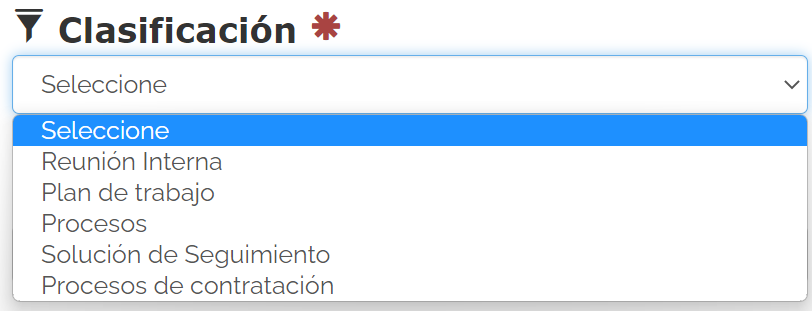 Clasificación *
Seleccione
Seleccione
Reunión Interna
Plan de trabajo
Procesos
Solución de Seguimiento
Procesos de contratación